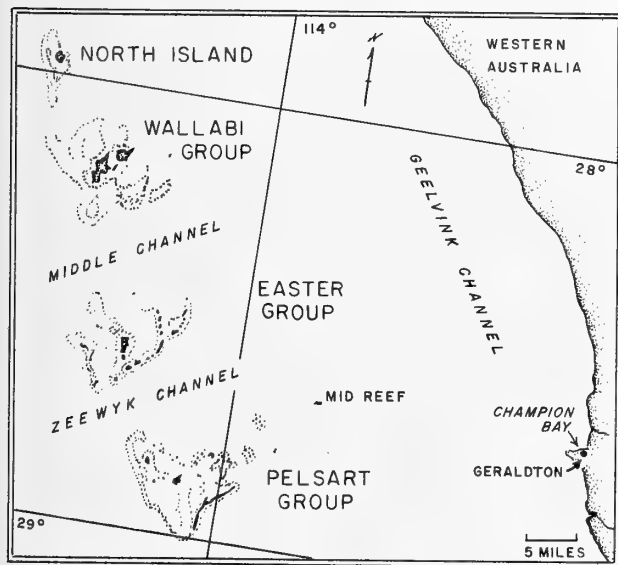 NORTH ISLAND
114°
N
WESTERN
AUSTRALIA
WALLABI
GROUP
28°
GEELVINK CHANNEL
MIDDLE CHANNEL
EASTER
GROUP
ZEEWYK CHANNEL
MID REEF
CHAMPION
BAY
GERALDTON
PELSART
GROUP
29°
5 MILES